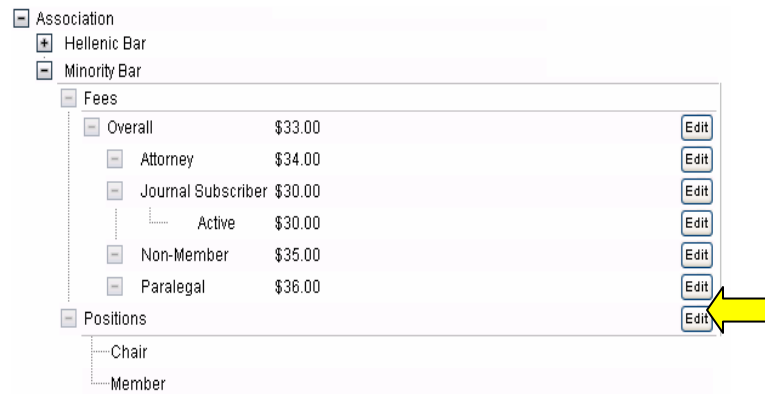 Association
Hellenic Bar
Minority Bar
Fees
Overall $33.00 Edit
Attorney $34.00 Edit
Journal Subscriber $30.00 Edit
Active $30.00 Edit
Non-Member $35.00 Edit
Paralegal $36.00 Edit
Positions Edit
Chair
Member